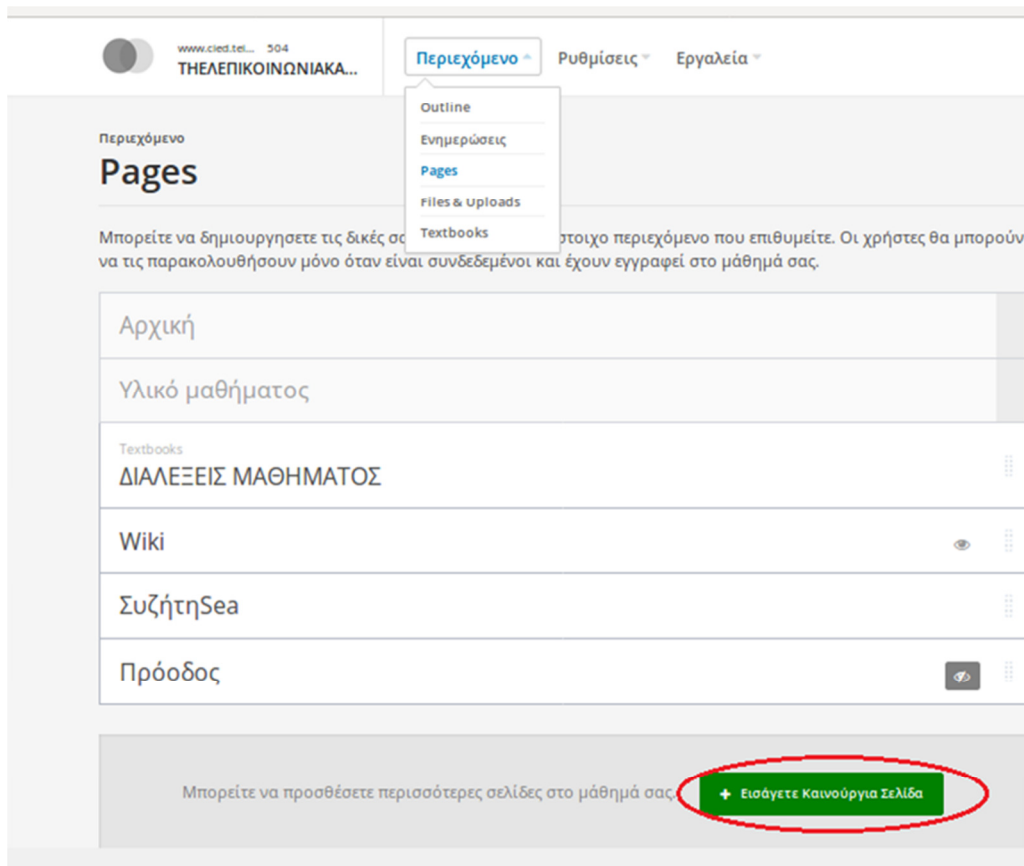 www.cied.tei... 504
ΤΗΕΛΕΠΙΚΟΙΝΩΝΙΑΚΑ...
Περιεχόμενο Ρυθμίσεις Εργαλεία
Outline
Ενημερώσεις
Pages
Files & Uploads
Textbooks
Περιεχόμενο
Pages
Μπορείτε να δημιουργησετε τις δικές στοιχο περιεχόμενο που επιθυμείτε. Οι χρήστες θα μπορούν
να τις παρακολουθήσουν μόνο όταν είναι συνδεδεμένοι και έχουν εγγραφεί στο μάθημά σας.
Αρχική
Υλικό μαθήματος
Textbooks
ΔΙΑΛΕΞΕΙΣ ΜΑΘΗΜΑΤΟΣ
Wiki
ΣυζήτηSea
Πρόοδος
Μπορείτε να προσθέσετε περισσότερες σελίδες στο μάθημά σας.
+ Εισάγετε Καινούργια Σελίδα